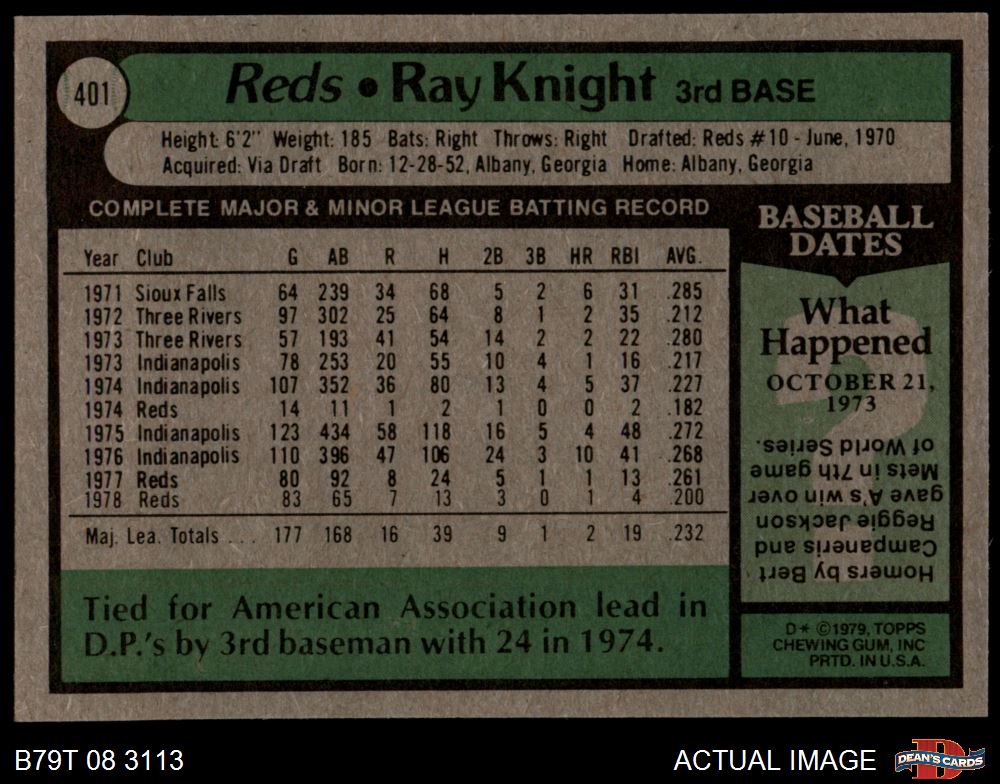 401
Reds • Ray Knight 3rd BASE
Height: 6'2" Weight: 185 Bats: Right Throws: Right Drafted: Reds #10 - June, 1970
Acquired: Via Draft Born: 12-28-52, Albany, Georgia Home: Albany, Georgia
COMPLETE MAJOR & MINOR LEAGUE BATTING RECORD
Year Club G AB R H 2B 3B HR RBI AVG.
1971 Sioux Falls 64 239 34 68 5 2 6 31 .285
1972 Three Rivers 97 302 25 64 8 1 2 35 .212
1973 Three Rivers 57 193 41 54 14 2 2 22 .280
1973 Indianapolis 78 253 20 55 10 4 1 16 .217
1974 Indianapolis 107 352 36 80 13 4 5 37 .227
1974 Reds 14 11 1 2 1 0 0 2 .182
1975 Indianapolis 123 434 58 118 16 5 4 48 .272
1976 Indianapolis 110 396 47 106 24 3 10 41 .268
1977 Reds 80 92 8 24 5 1 1 13 .261
1978 Reds 83 65 7 13 3 0 1 4 .200
Maj. Lea. Totals . . . 177 168 16 39 9 1 2 19 .232
Tied for American Association lead in
D.P.'s by 3rd baseman with 24 in 1974.
BASEBALL
DATES
What
Happened
OCTOBER 21,
1973
Homers by Bert
Campaneris and
Reggie Jackson
gave A's win over
Mets in 7th game
of World Series.
D* ©1979, TOPPS
CHEWING GUM, INC
PRTD. IN U.S.A.
B79T 08 3113
ACTUAL IMAGE
D
DEAN'S CARDS